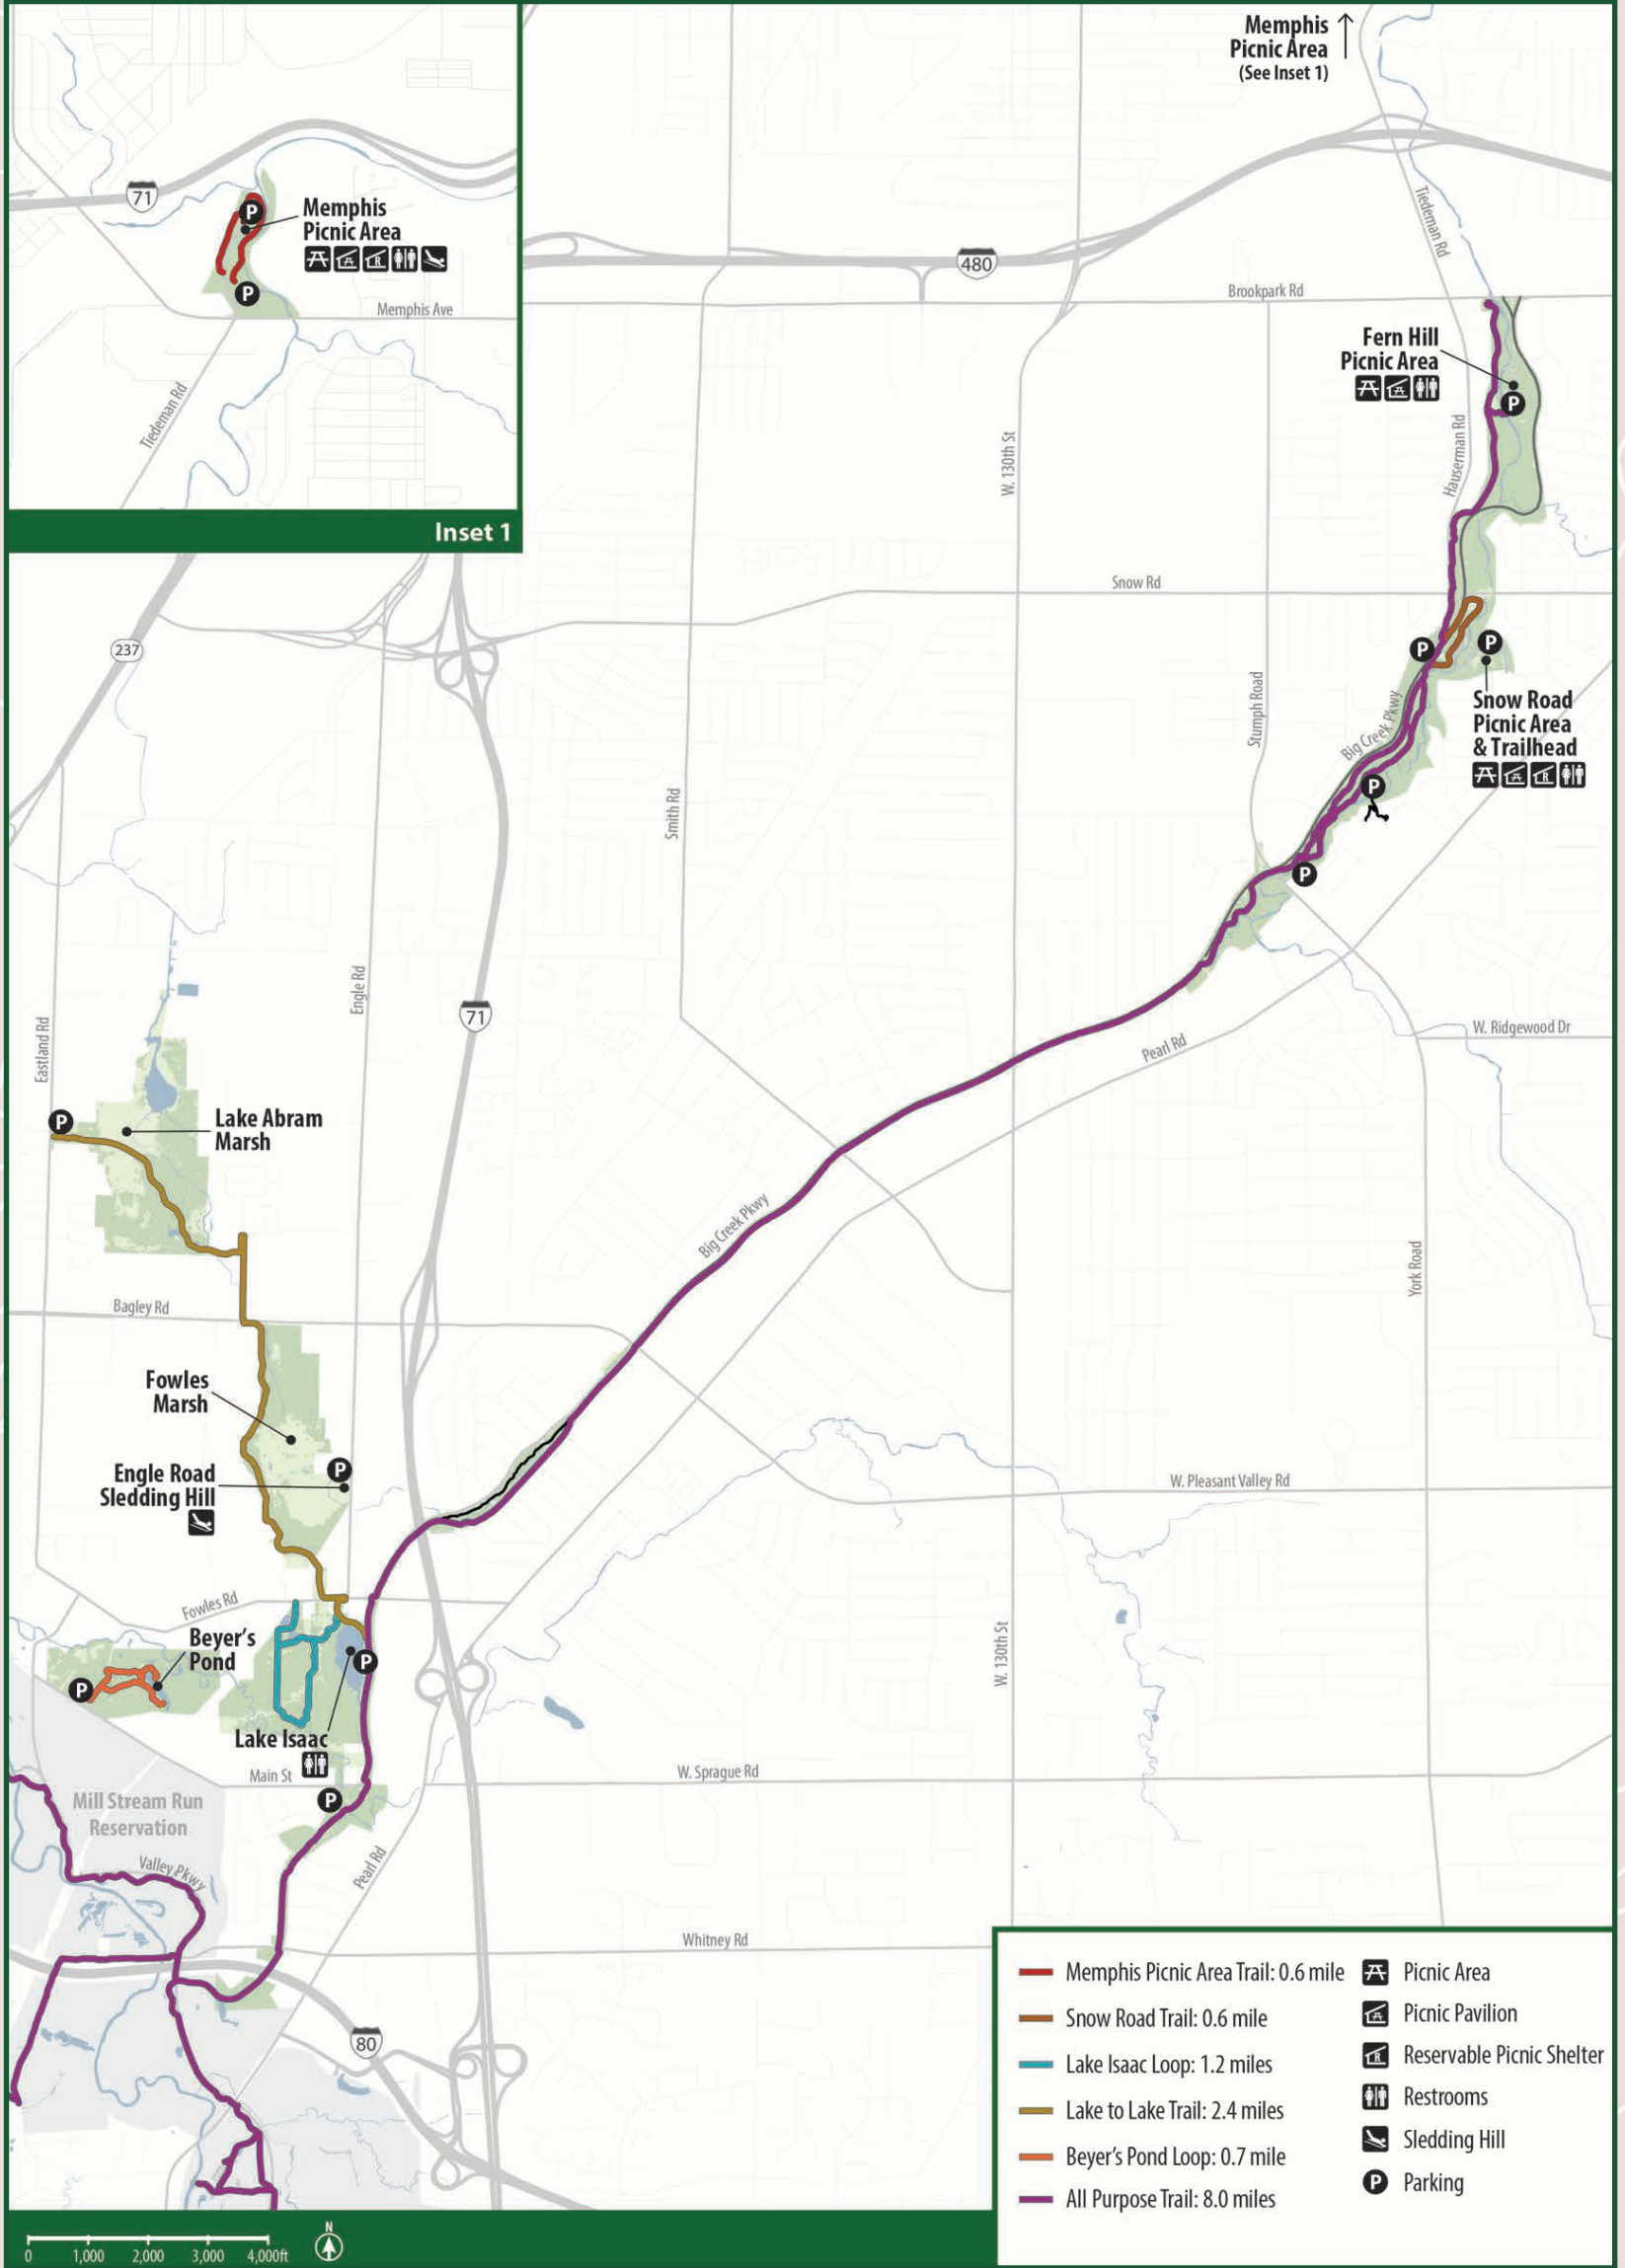 Memphis
Picnic Area
(See Inset 1)
71
Memphis
Picnic Area
P
P
Memphis Ave
Tiedeman Rd
Inset 1
480
Tiedeman Rd
Brookpark Rd
Fern Hill
Picnic Area
P
W. 130th St
Hauserman Rd
Snow Rd
237
P
P
Snow Road
Picnic Area
& Trailhead
Stumph Road
Big Creek Pkwy
P
Smith Rd
P
Engle Rd
71
Eastland Rd
W. Ridgewood Dr
Pearl Rd
P
Lake Abram
Marsh
Big Creek Pkwy
York Road
Bagley Rd
Fowles
Marsh
P
Engle Road
Sledding Hill
W. Pleasant Valley Rd
Fowles Rd
Beyer's
Pond
P
P
W. 130th St
Lake Isaac
Main St
W. Sprague Rd
P
Mill Stream Run
Reservation
Valley Pkwy
Pearl Rd
Whitney Rd
80
Memphis Picnic Area Trail: 0.6 mile
Snow Road Trail: 0.6 mile
Lake Isaac Loop: 1.2 miles
Lake to Lake Trail: 2.4 miles
Beyer's Pond Loop: 0.7 mile
All Purpose Trail: 8.0 miles
Picnic Area
Picnic Pavilion
R Reservable Picnic Shelter
Restrooms
Sledding Hill
P Parking
N
0 1,000 2,000 3,000 4,000ft